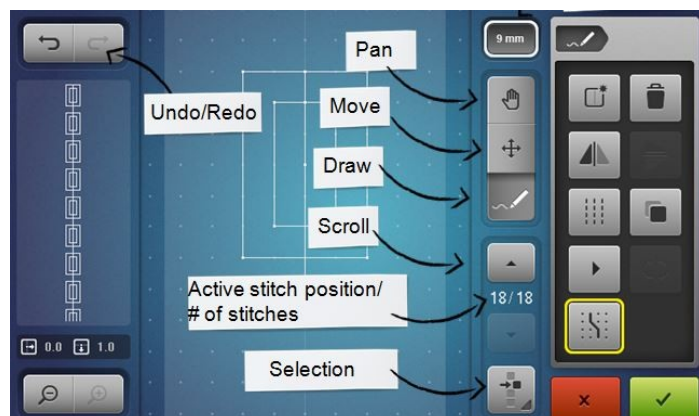 9 mm
Pan
Undo/Redo
Move
Draw
Scroll
Active stitch position/
# of stitches
18/18
0.0 1.0
Selection